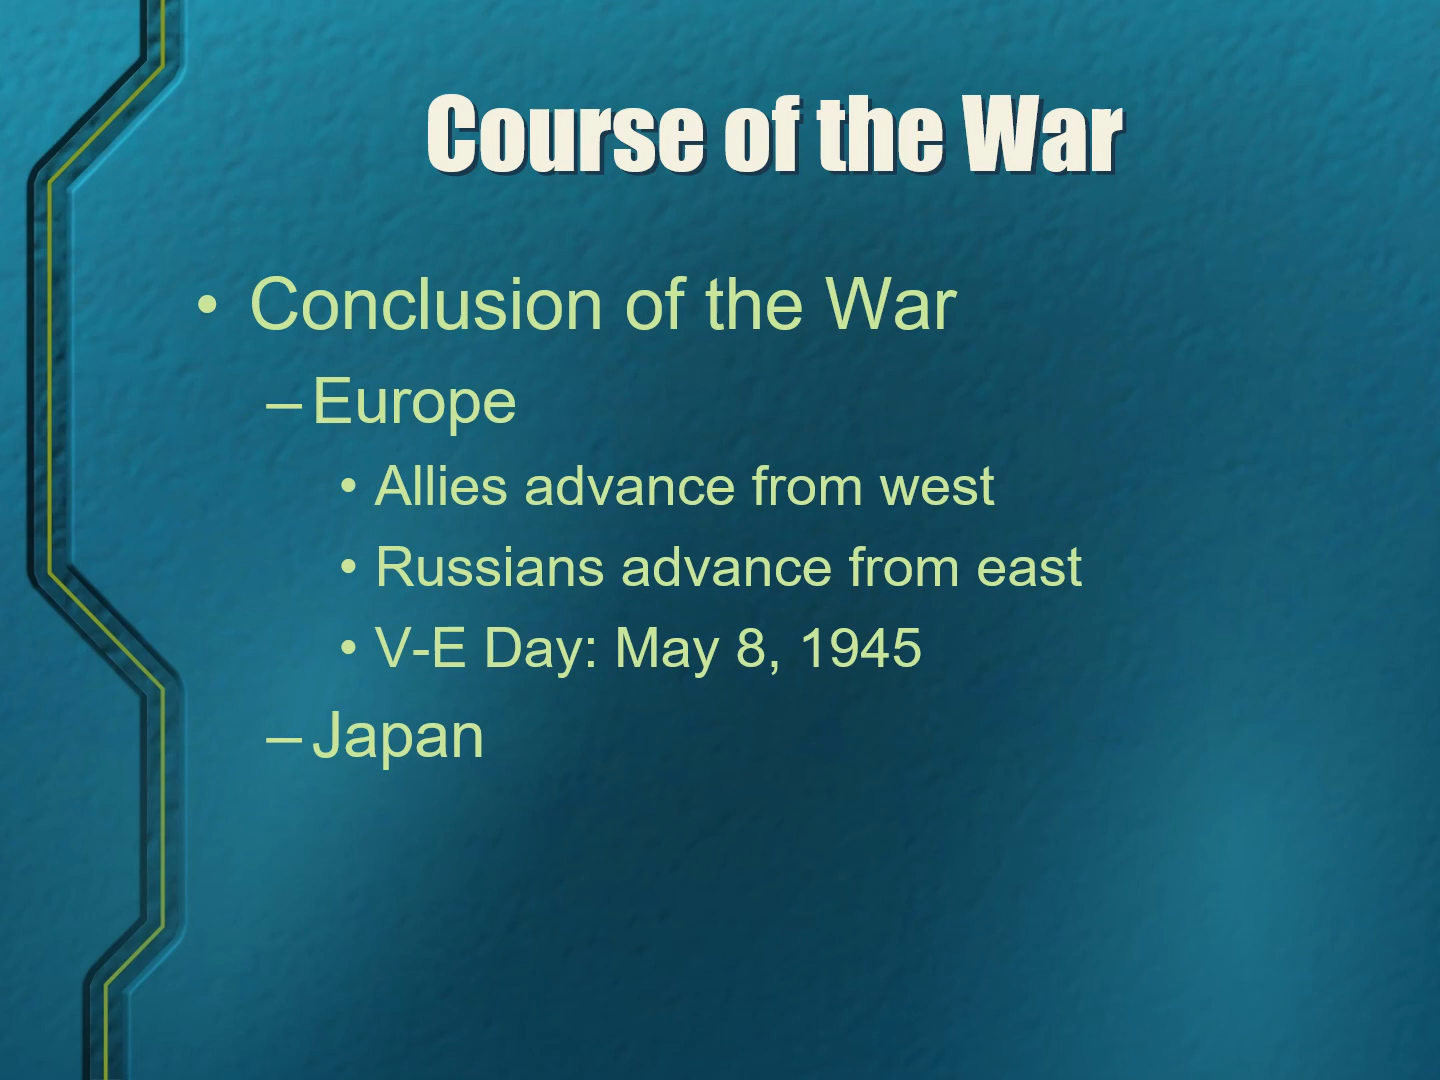 Course of the War
• Conclusion of the War
– Europe
• Allies advance from west
• Russians advance from east
• V-E Day: May 8, 1945
– Japan